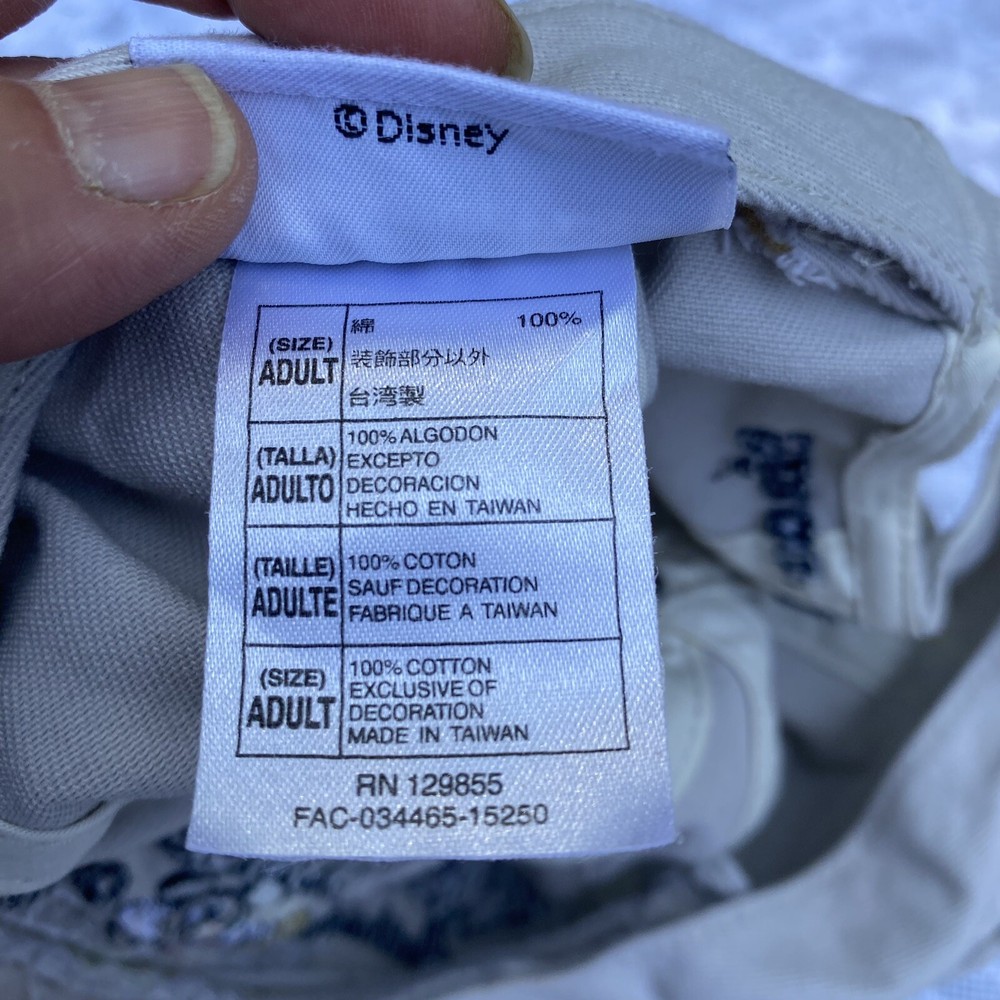 ©Disney
(SIZE)
ADULT
綿 100%
装飾部分以外
台湾製
(TALLA)
ADULTO
100% ALGODON
EXCEPTO
DECORACION
HECHO EN TAIWAN
(TAILLE)
ADULTE
100% COTON
SAUF DECORATION
FABRIQUE A TAIWAN
(SIZE)
ADULT
100% COTTON
EXCLUSIVE OF
DECORATION
MADE IN TAIWAN
RN 129855
FAC-034465-15250